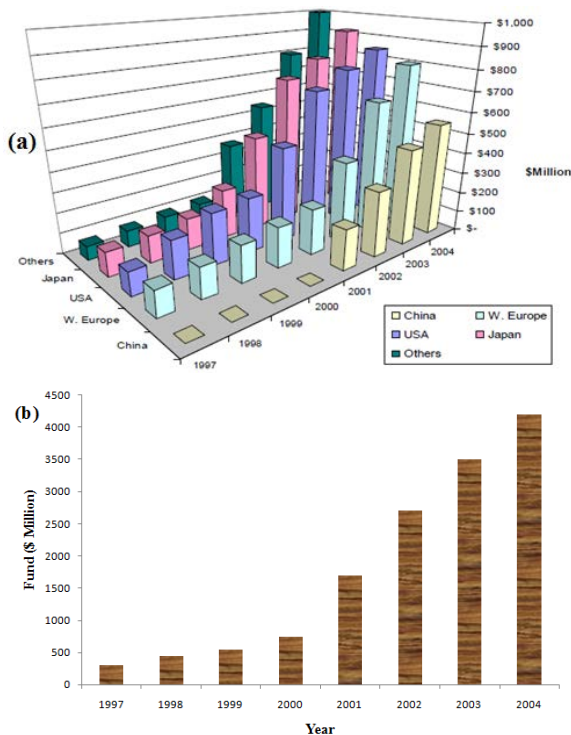 (a)
$1,000
$900
$800
$700
$600
$500
$400
$300
$200
$100
$-
$Million
Others
Japan
USA
W. Europe
China
1997
1998
1999
2000
2001
2002
2003
2004
China
W. Europe
USA
Japan
Others
(b)
Fund ($ Million)
4500
4000
3500
3000
2500
2000
1500
1000
500
0
1997 1998 1999 2000 2001 2002 2003 2004
Year